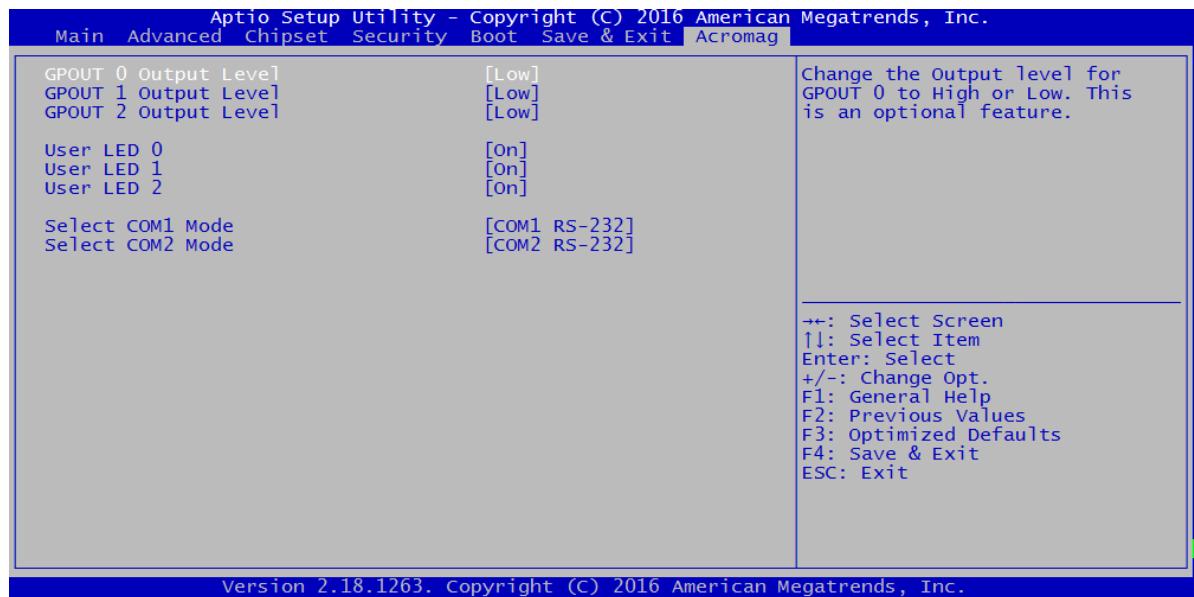 Aptio Setup Utility – Copyright (C) 2016 American Megatrends, Inc.
Main Advanced Chipset Security Boot Save & Exit Acromag
GPOUT 0 Output Level [Low]
GPOUT 1 Output Level [Low]
GPOUT 2 Output Level [Low]
User LED 0 [On]
User LED 1 [On]
User LED 2 [On]
Select COM1 Mode [COM1 RS-232]
Select COM2 Mode [COM2 RS-232]
Change the Output level for
GPOUT 0 to High or Low. This
is an optional feature.
→←: Select Screen
↑↓: Select Item
Enter: Select
+/-: Change Opt.
F1: General Help
F2: Previous Values
F3: Optimized Defaults
F4: Save & Exit
ESC: Exit
Version 2.18.1263. Copyright (C) 2016 American Megatrends, Inc.